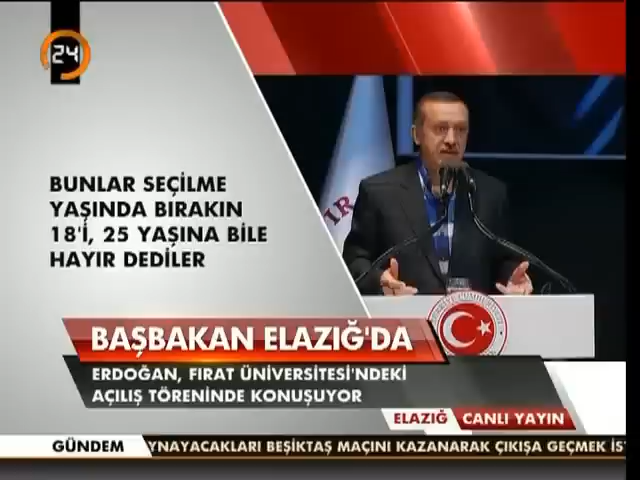 24
BUNLAR SEÇİLME
YAŞINDA BIRAKIN
18'İ, 25 YAŞINA BİLE
HAYIR DEDİLER
IR
BAŞBAKAN ELAZIĞ'DA
ERDOĞAN, FIRAT ÜNİVERSİTESİ'NDEKİ
AÇILIŞ TÖRENİNDE KONUŞUYOR
ELAZIĞ CANLI YAYIN
GÜNDEM YNAYACAKLARI BEŞİKTAŞ MAÇINI KAZANARAK ÇIKIŞA GEÇMEK İST